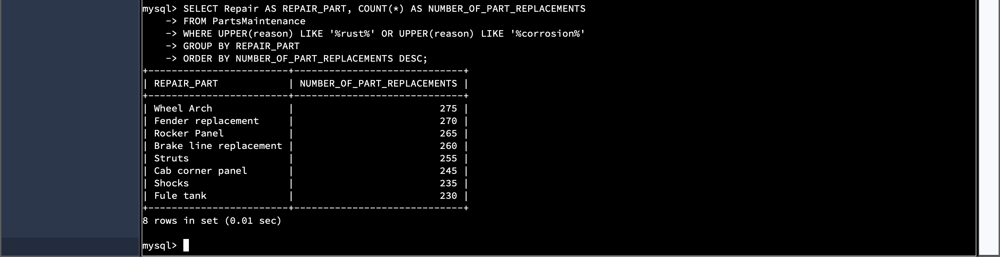 mysql> SELECT Repair AS REPAIR_PART, COUNT(*) AS NUMBER_OF_PART_REPLACEMENTS
    -> FROM PartsMaintenance
    -> WHERE UPPER(reason) LIKE '%rust%' OR UPPER(reason) LIKE '%corrosion%'
    -> GROUP BY REPAIR_PART
    -> ORDER BY NUMBER_OF_PART_REPLACEMENTS DESC;
+------------------------+-----------------------------+
| REPAIR_PART            | NUMBER_OF_PART_REPLACEMENTS |
+------------------------+-----------------------------+
| Wheel Arch             |                         275 |
| Fender replacement     |                         270 |
| Rocker Panel           |                         265 |
| Brake line replacement |                         260 |
| Struts                 |                         255 |
| Cab corner panel       |                         245 |
| Shocks                 |                         235 |
| Fule tank              |                         230 |
+------------------------+-----------------------------+
8 rows in set (0.01 sec)
mysql>